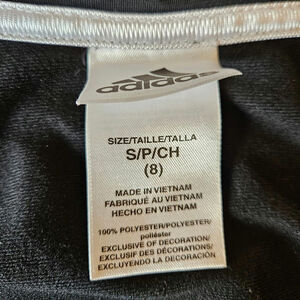 adidas
SIZE/TAILLE/TALLA
S/P/CH
(8)
MADE IN VIETNAM
FABRIQUÉ AU VIETNAM
HECHO EN VIETNAM
100% POLYESTER/POLYESTER/
poliéster
EXCLUSIVE OF DECORATION/
EXCLUSIF DES DÉCORATION/
EXCLUYENDO LA DECORACIÓN